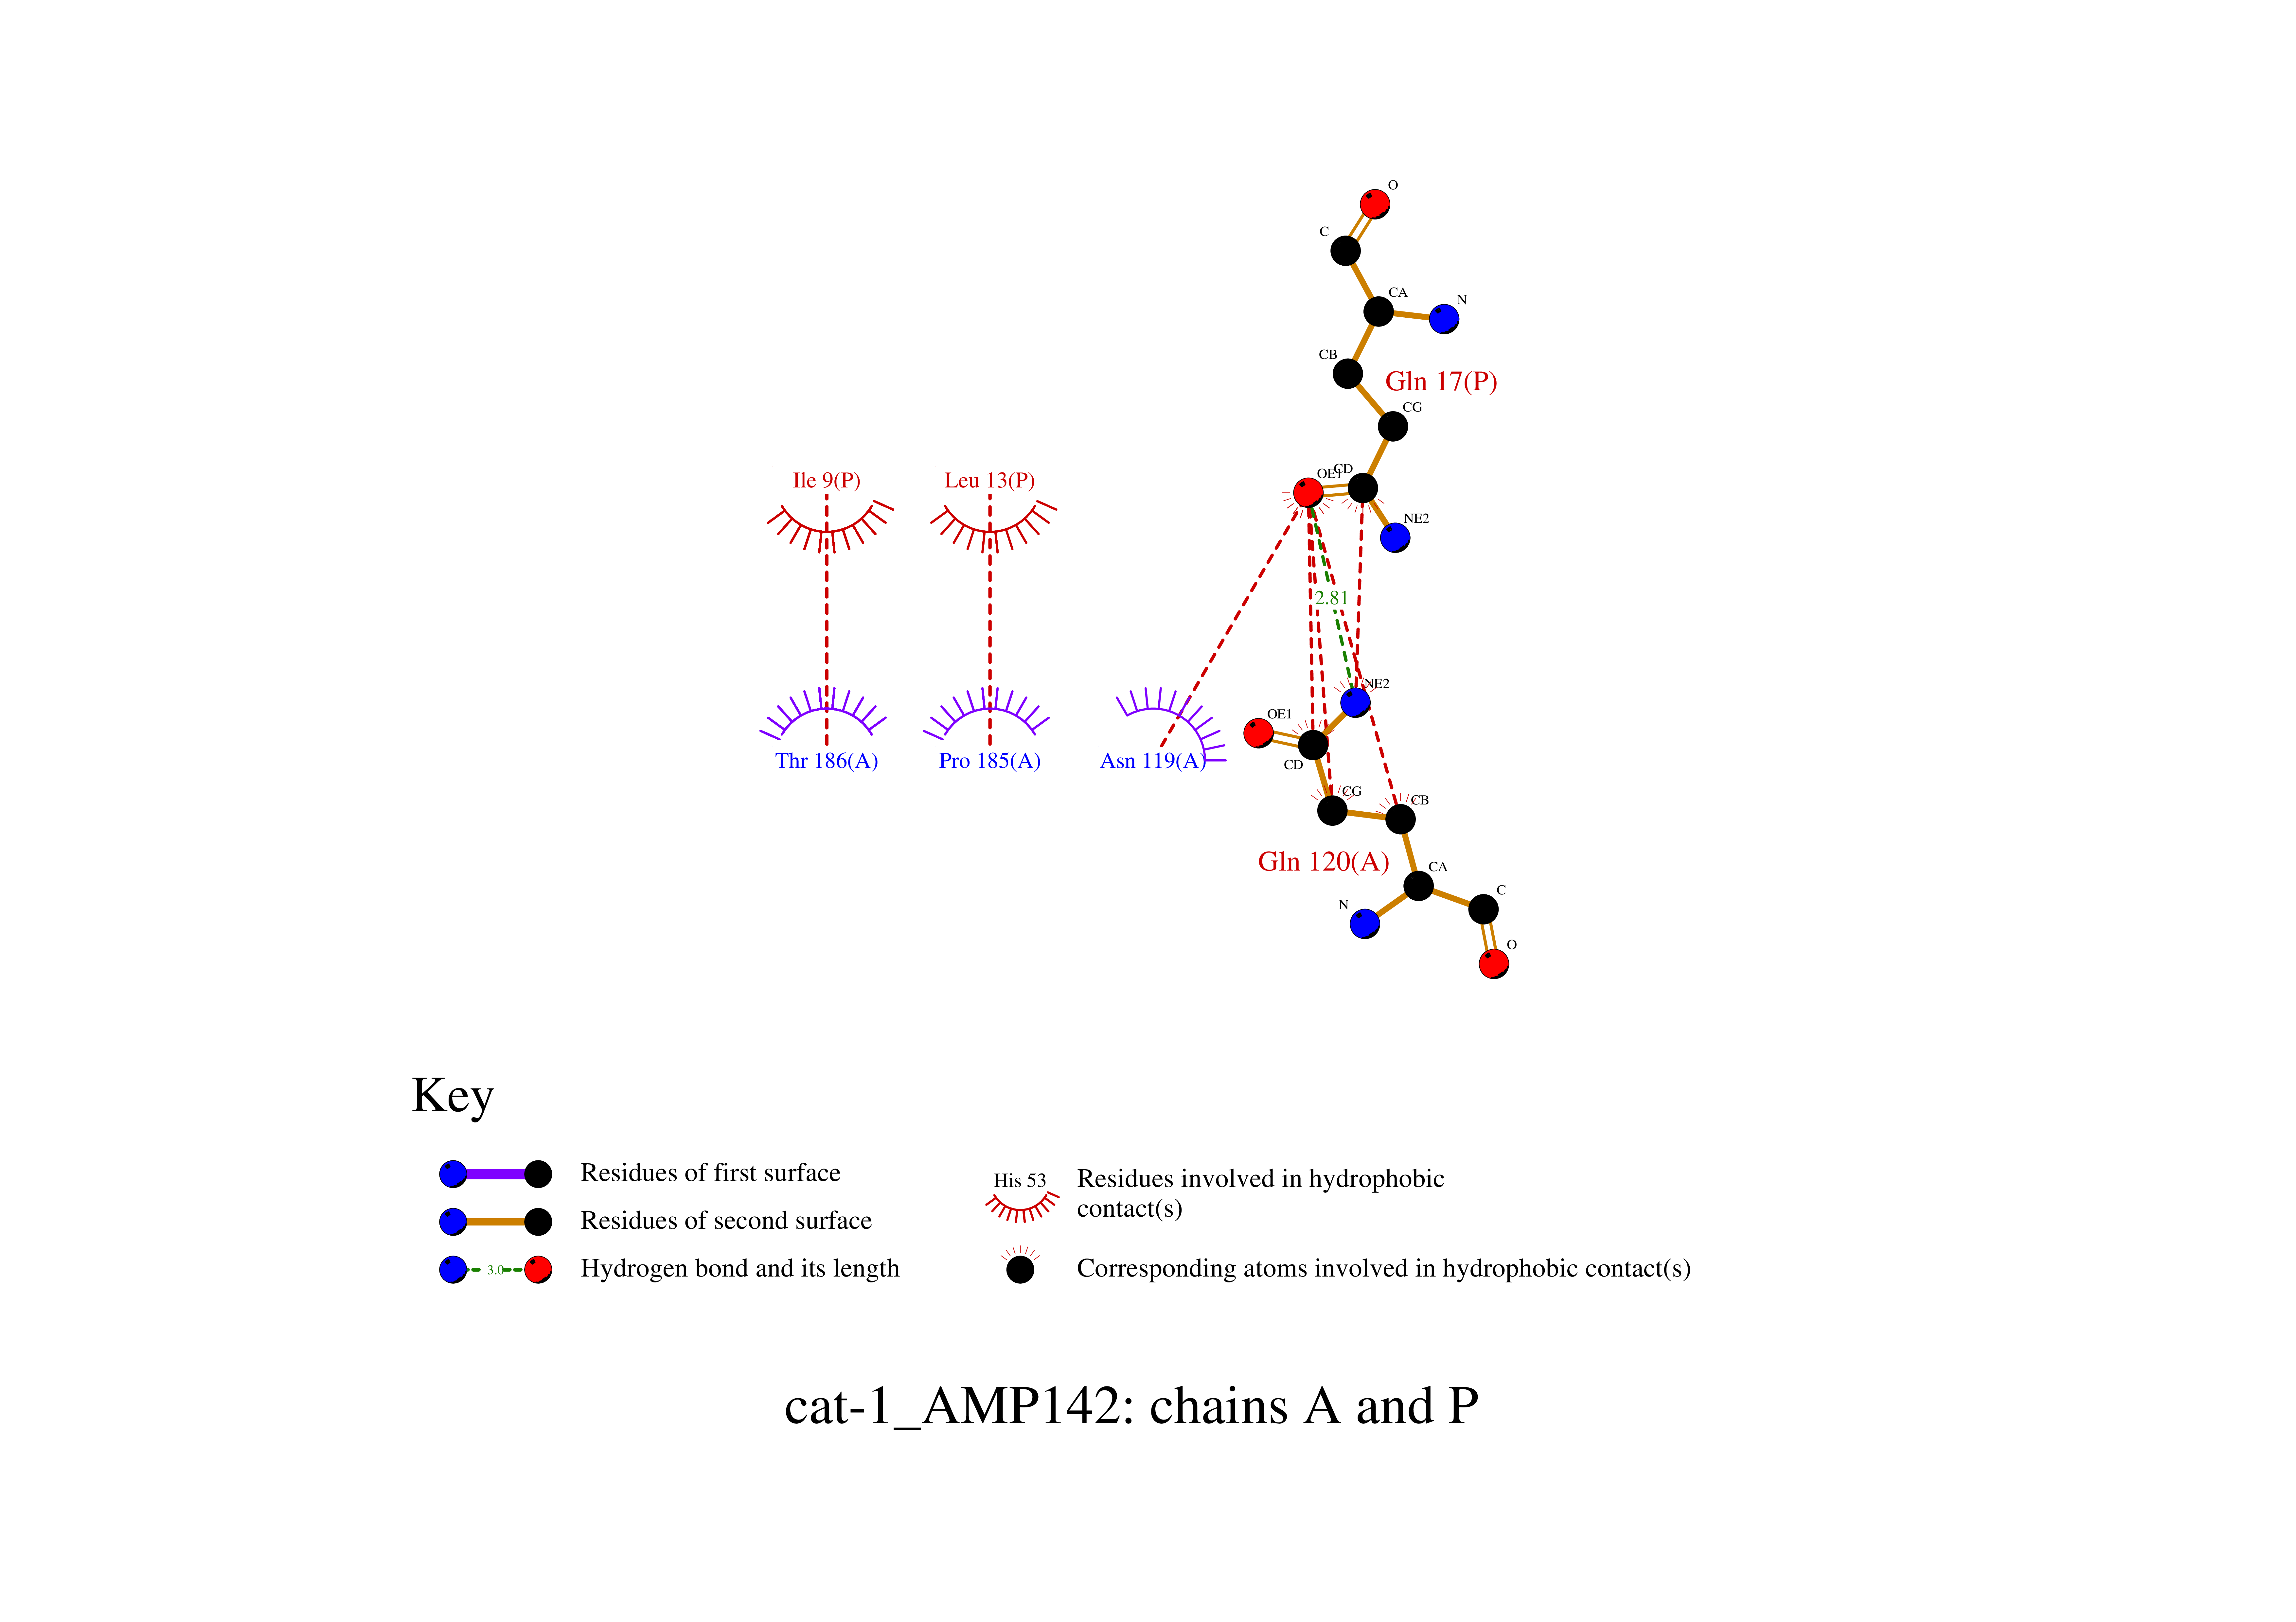 O
C
CA
N
CB
Gln 17(P)
CG
OE1
CD
NE2
Ile 9(P)
Leu 13(P)
2.81
NE2
OE1
CD
Thr 186(A)
Pro 185(A)
Asn 119(A)
CG
CB
Gln 120(A)
CA
C
N
O
Key
Residues of first surface
Residues of second surface
3.0
Hydrogen bond and its length
His 53
Residues involved in hydrophobic
contact(s)
Corresponding atoms involved in hydrophobic contact(s)
cat-1_AMP142: chains A and P